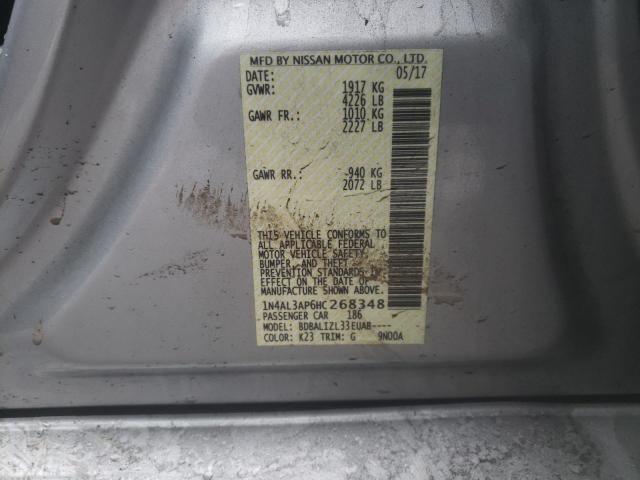 MFD BY NISSAN MOTOR CO., LTD.
DATE: 05/17
GVWR: 1917 KG
4226 LB
GAWR FR.: 1010 KG
2227 LB
GAWR RR.: -940 KG
2072 LB
THIS VEHICLE CONFORMS TO
ALL APPLICABLE FEDERAL
MOTOR VEHICLE SAFETY,
BUMPER, AND THEFT
PREVENTION STANDARDS IN
EFFECT ON THE DATE OF
MANUFACTURE SHOWN ABOVE.
1N4AL3AP6HC268348
PASSENGER CAR 186
MODEL: BDBALIZL33EUAB----
COLOR: K23 TRIM: G 9N00A